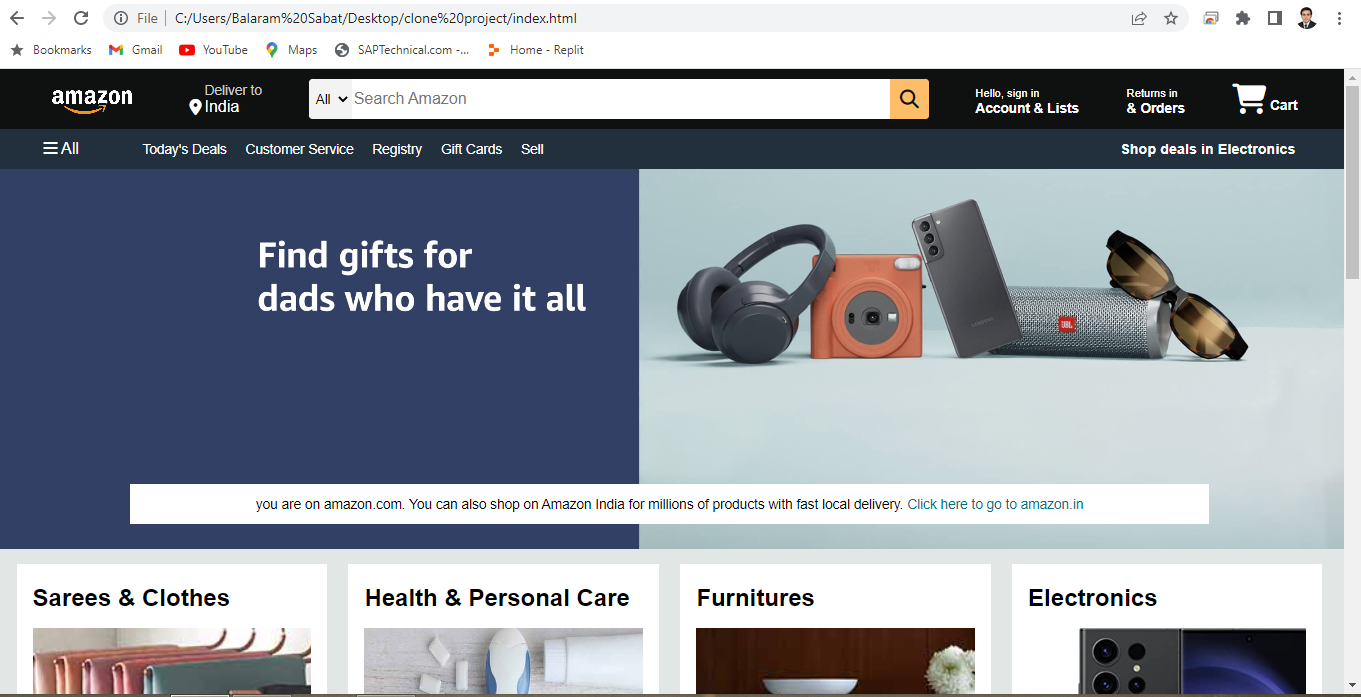 File C:/Users/Balaram%20Sabat/Desktop/clone%20project/index.html
Bookmarks Gmail YouTube Maps SAPTechnical.com -... Home - Replit
amazon
Deliver to
India
All Search Amazon
Hello, sign in
Account & Lists
Returns in
& Orders
Cart
All Today's Deals Customer Service Registry Gift Cards Sell Shop deals in Electronics
Find gifts for
dads who have it all
SAMSUNG
JBL
you are on amazon.com. You can also shop on Amazon India for millions of products with fast local delivery. Click here to go to amazon.in
Sarees & Clothes Health & Personal Care Furnitures Electronics